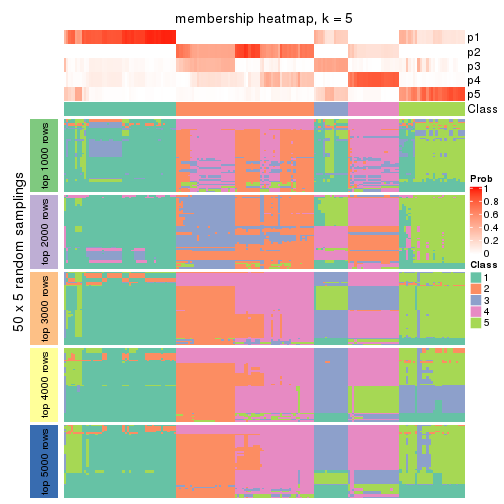 membership heatmap, k = 5
p1
p2
p3
p4
p5
Class
50 x 5 random samplings
top 1000 rows
top 2000 rows
top 3000 rows
top 4000 rows
top 5000 rows
Prob
1
0.8
0.6
0.4
0.2
0
Class
1
2
3
4
5